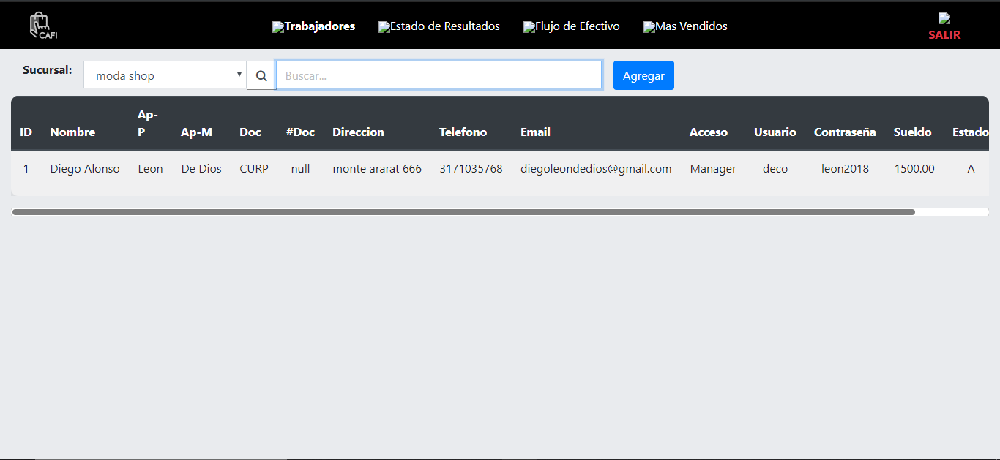 CAFI
Trabajadores Estado de Resultados Flujo de Efectivo Mas Vendidos
SALIR
Sucursal: moda shop Buscar... Agregar
ID Nombre Ap-P Ap-M Doc #Doc Direccion Telefono Email Acceso Usuario Contraseña Sueldo Estado
1 Diego Alonso Leon De Dios CURP null monte ararat 666 3171035768 diegoleondedios@gmail.com Manager deco leon2018 1500.00 A